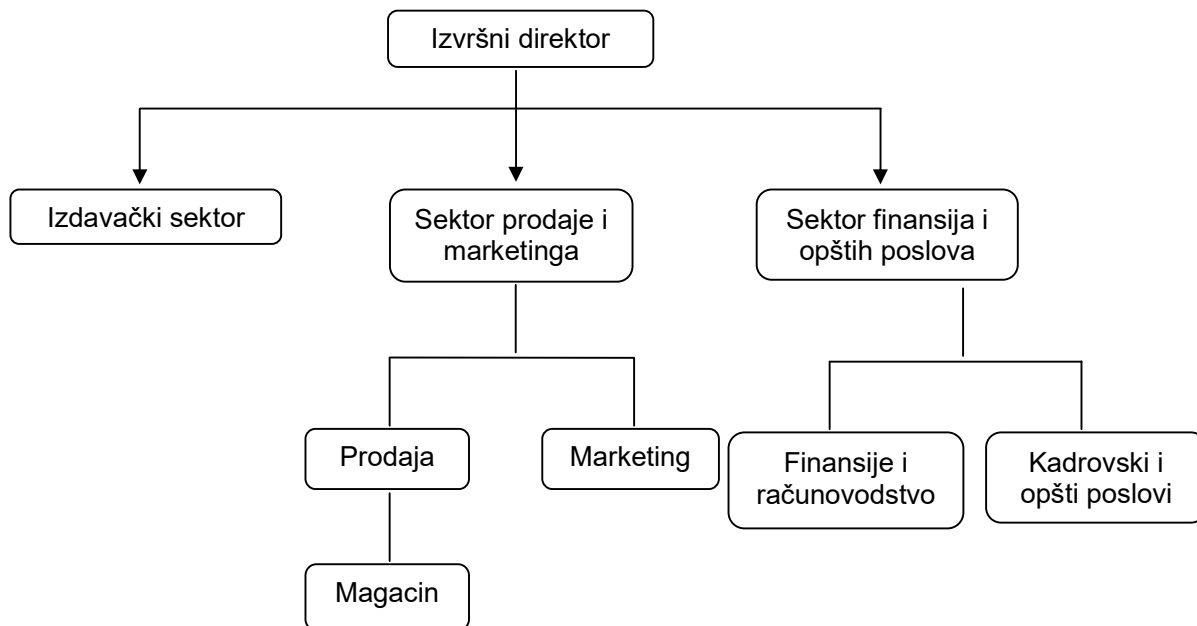 Izvršni direktor
Izdavački sektor
Sektor prodaje i
marketinga
Sektor finansija i
opštih poslova
Prodaja
Marketing
Finansije i
računovodstvo
Kadrovski i
opšti poslovi
Magacin